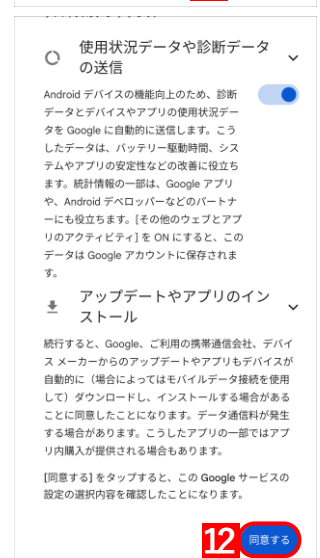 使用状況データや診断データ
の送信
Android デバイスの機能向上のため、診断
データとデバイスやアプリの使用状況デー
タを Google に自動的に送信します。こう
したデータは、バッテリー駆動時間、シス
テムやアプリの安定性などの改善に役立ち
ます。統計情報の一部は、Google アプリ
や、Android デベロッパーなどのパートナ
ーにも役立ちます。[その他のウェブとアプ
リのアクティビティ] を ON にすると、この
データは Google アカウントに保存されま
す。
アップデートやアプリのイン
ストール
続行すると、Google、ご利用の携帯通信会社、デバイ
ス メーカーからのアップデートやアプリもデバイスが
自動的に（場合によってはモバイルデータ接続を使用
して）ダウンロードし、インストールする場合がある
ことに同意したことになります。データ通信料が発生
する場合があります。こうしたアプリの一部ではアプ
リ内購入が提供される場合もあります。
[同意する] をタップすると、この Google サービスの
設定の選択内容を確認したことになります。
12 同意する